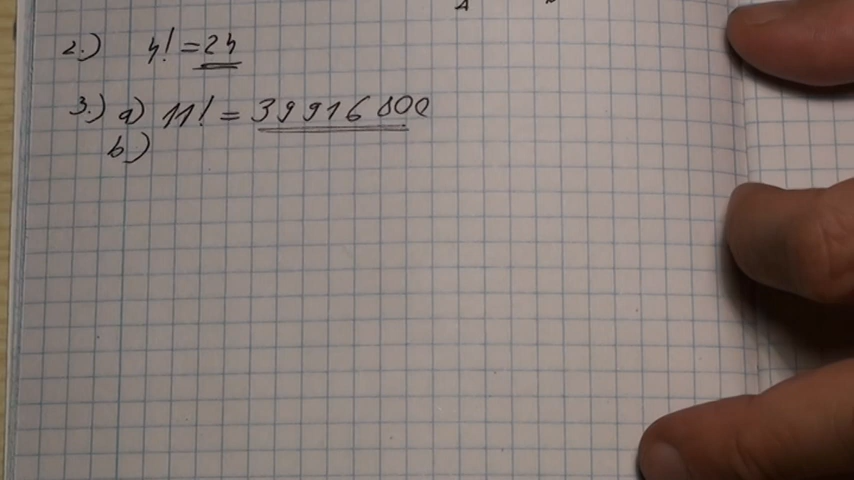 2.) 4! = 24
3.) a) 11! = 39916800
b)